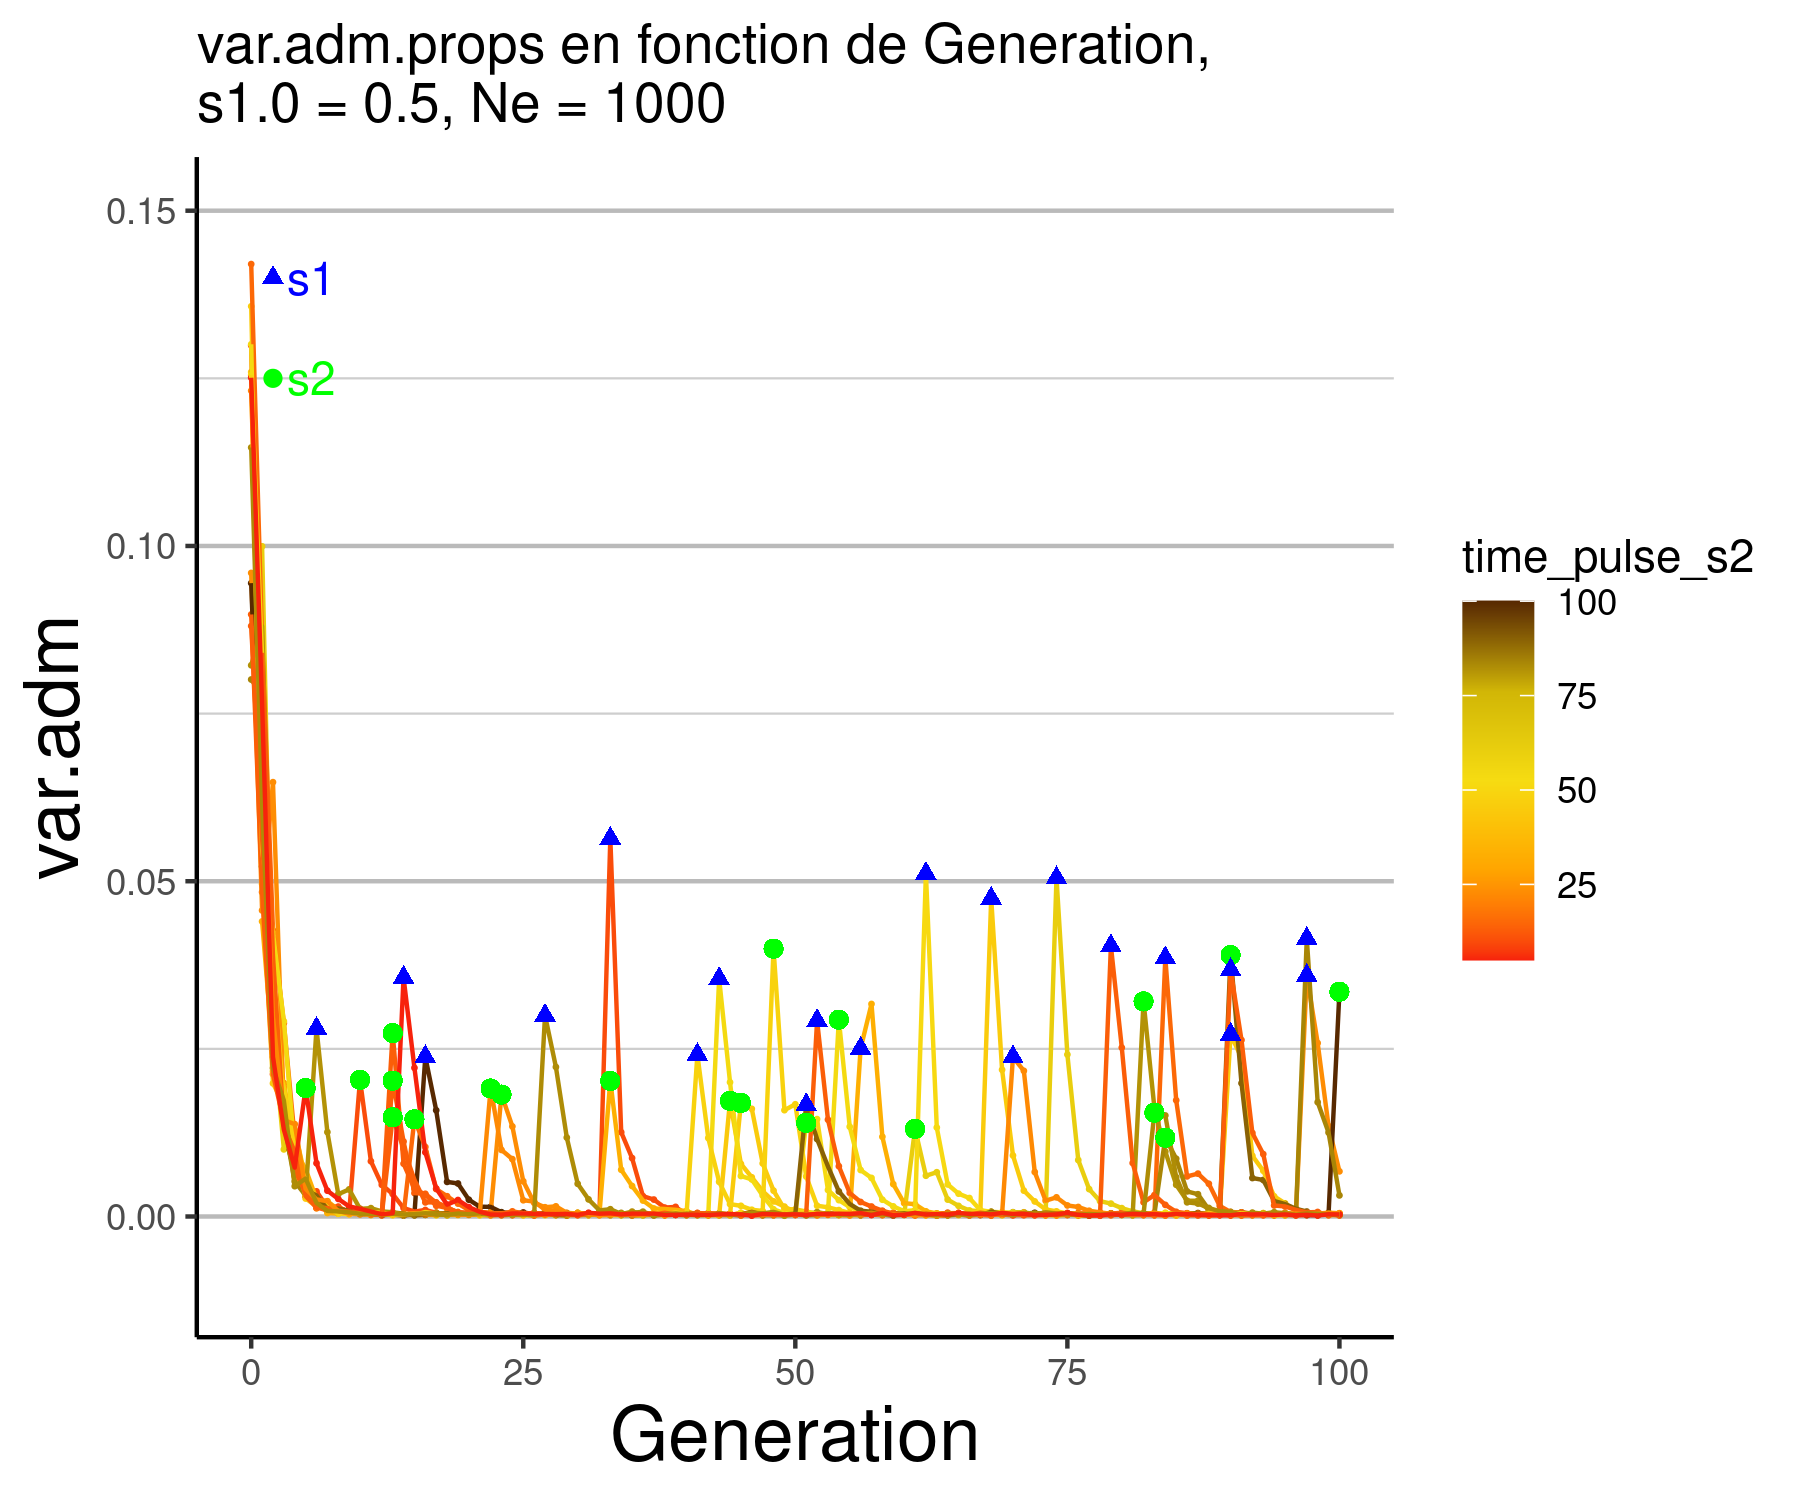 var.adm.props en fonction de Generation,
s1.0 = 0.5, Ne = 1000
0.15
0.10
0.05
0.00
var.adm
s1
s2
0
25
50
75
100
Generation
time_pulse_s2
100
75
50
25